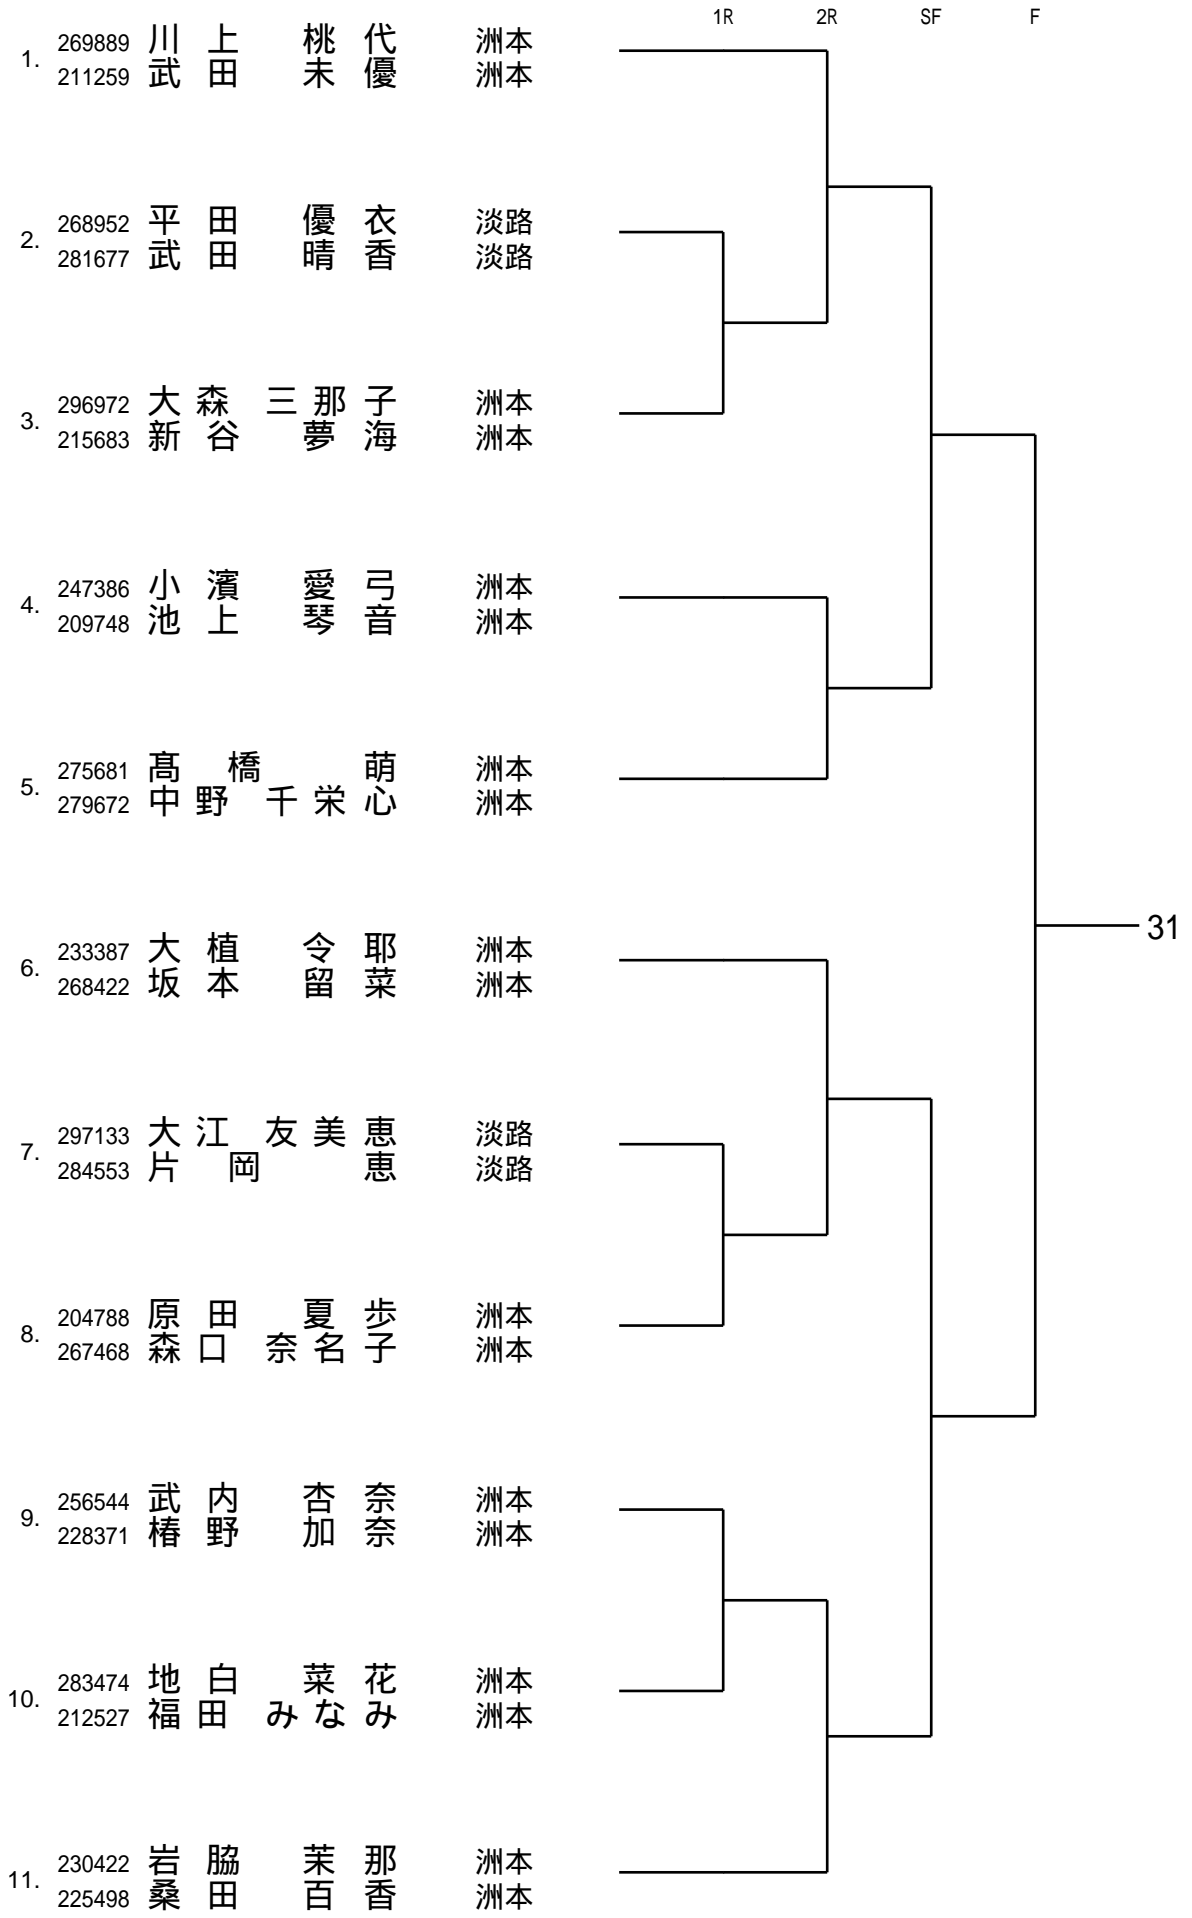 1R 2R SF F
1. 269889 川上 桃代 洲本
211259 武田 未優 洲本
2. 268952 平田 優衣 淡路
281677 武田 晴香 淡路
3. 296972 大森 三那子 洲本
215683 新谷 夢海 洲本
4. 247386 小濱 愛弓 洲本
209748 池上 琴音 洲本
5. 275681 髙橋 萌 洲本
279672 中野 千栄心 洲本
31
6. 233387 大植 令耶 洲本
268422 坂本 留菜 洲本
7. 297133 大江 友美恵 淡路
284553 片岡 恵 淡路
8. 204788 原田 夏歩 洲本
267468 森口 奈名子 洲本
9. 256544 武内 杏奈 洲本
228371 椿野 加奈 洲本
10. 283474 地白 菜花 洲本
212527 福田 みなみ 洲本
11. 230422 岩脇 茉那 洲本
225498 桑田 百香 洲本